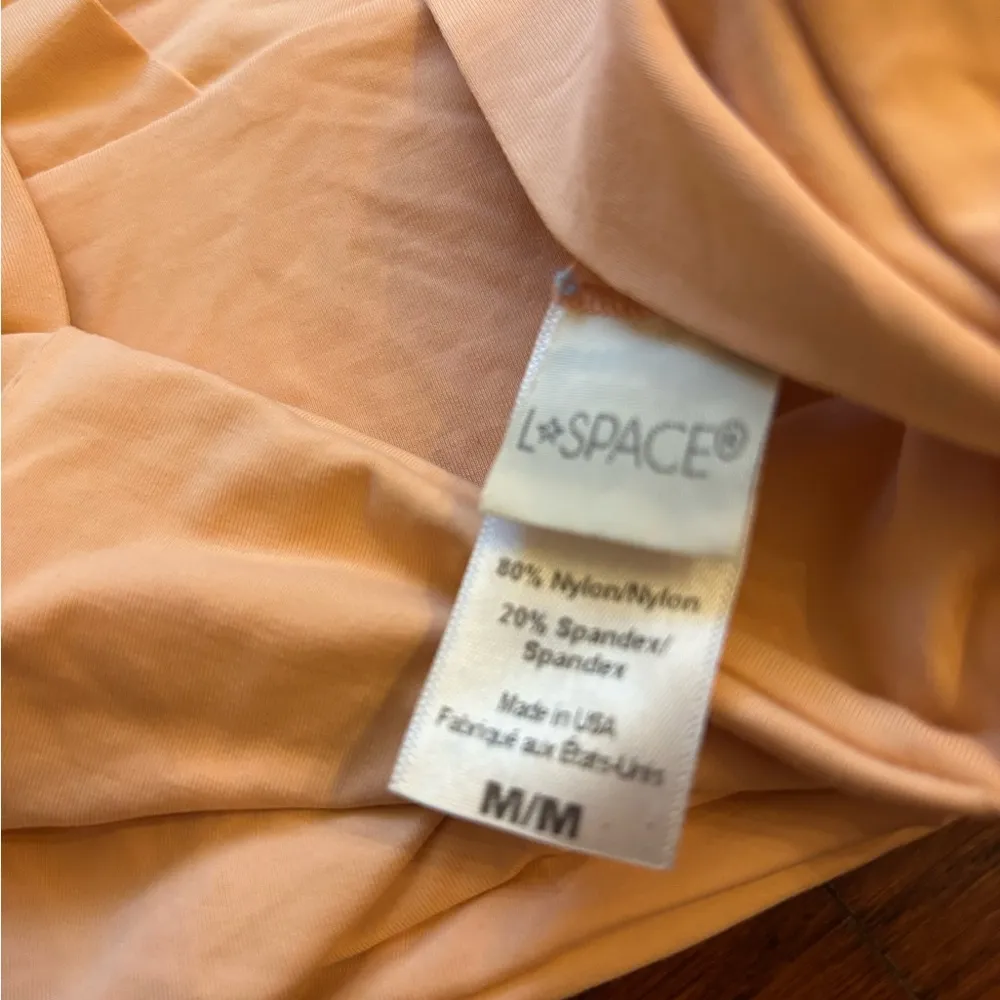 L☆SPACE®
80% Nylon/Nylon
20% Spandex/
Spandex
Made in USA
Fabriqué aux États-Unis
M/M